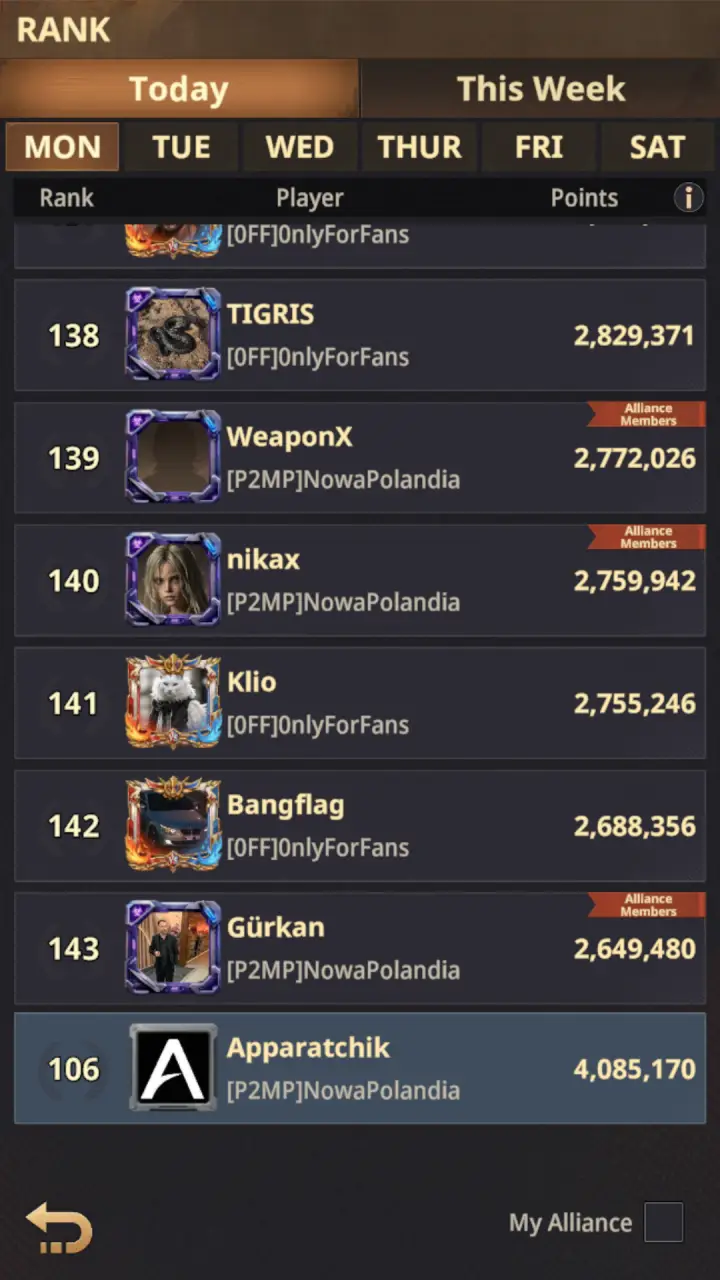 RANK
Today
This Week
MON
TUE
WED
THUR
FRI
SAT
Rank
Player
Points
[0FF]0nlyForFans
138
TIGRIS
[0FF]0nlyForFans
2,829,371
Alliance
Members
139
WeaponX
[P2MP]NowaPolandia
2,772,026
Alliance
Members
140
nikax
[P2MP]NowaPolandia
2,759,942
141
Klio
[0FF]0nlyForFans
2,755,246
142
Bangflag
[0FF]0nlyForFans
2,688,356
Alliance
Members
143
Gürkan
[P2MP]NowaPolandia
2,649,480
106
Apparatchik
[P2MP]NowaPolandia
4,085,170
My Alliance